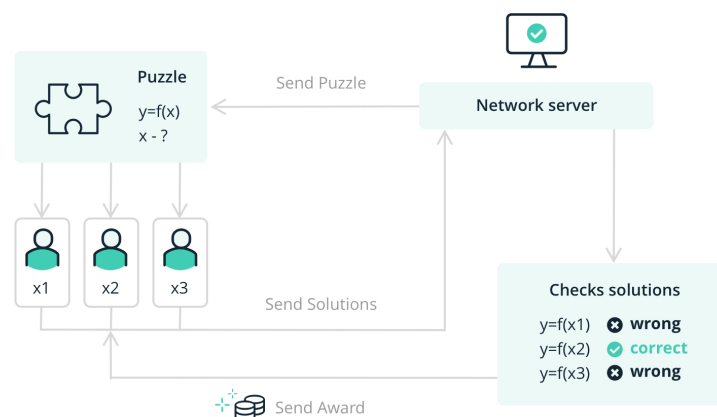 Puzzle
y=f(x)
x - ?
Send Puzzle
Network server
x1
x2
x3
Send Solutions
Checks solutions
y=f(x1) wrong
y=f(x2) correct
y=f(x3) wrong
Send Award